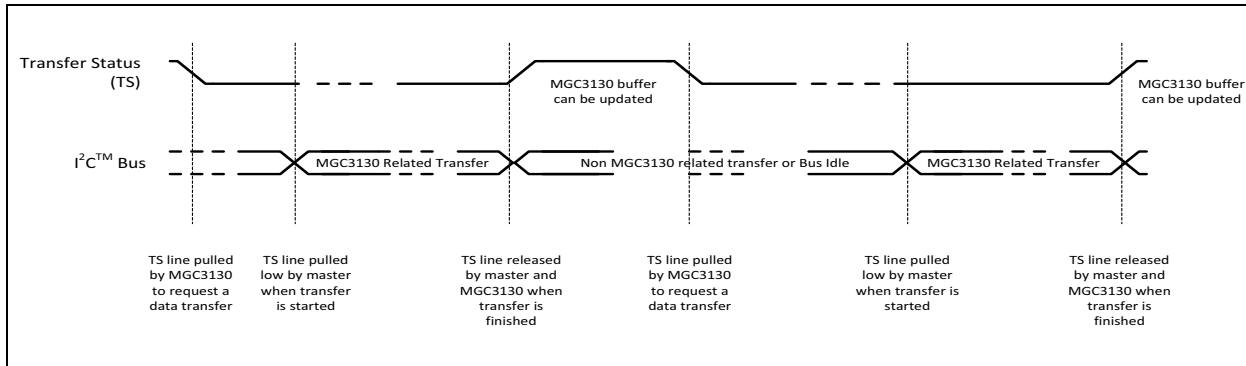 Transfer Status
(TS)
MGC3130 buffer
can be updated
MGC3130 buffer
can be updated
I²C™ Bus
MGC3130 Related Transfer
Non MGC3130 related transfer or Bus Idle
MGC3130 Related Transfer
TS line pulled
by MGC3130
to request a
data transfer
TS line pulled
low by master
when transfer
is started
TS line released
by master and
MGC3130 when
transfer is
finished
TS line pulled
by MGC3130
to request a
data transfer
TS line pulled
low by master
when transfer is
started
TS line released
by master and
MGC3130 when
transfer is
finished